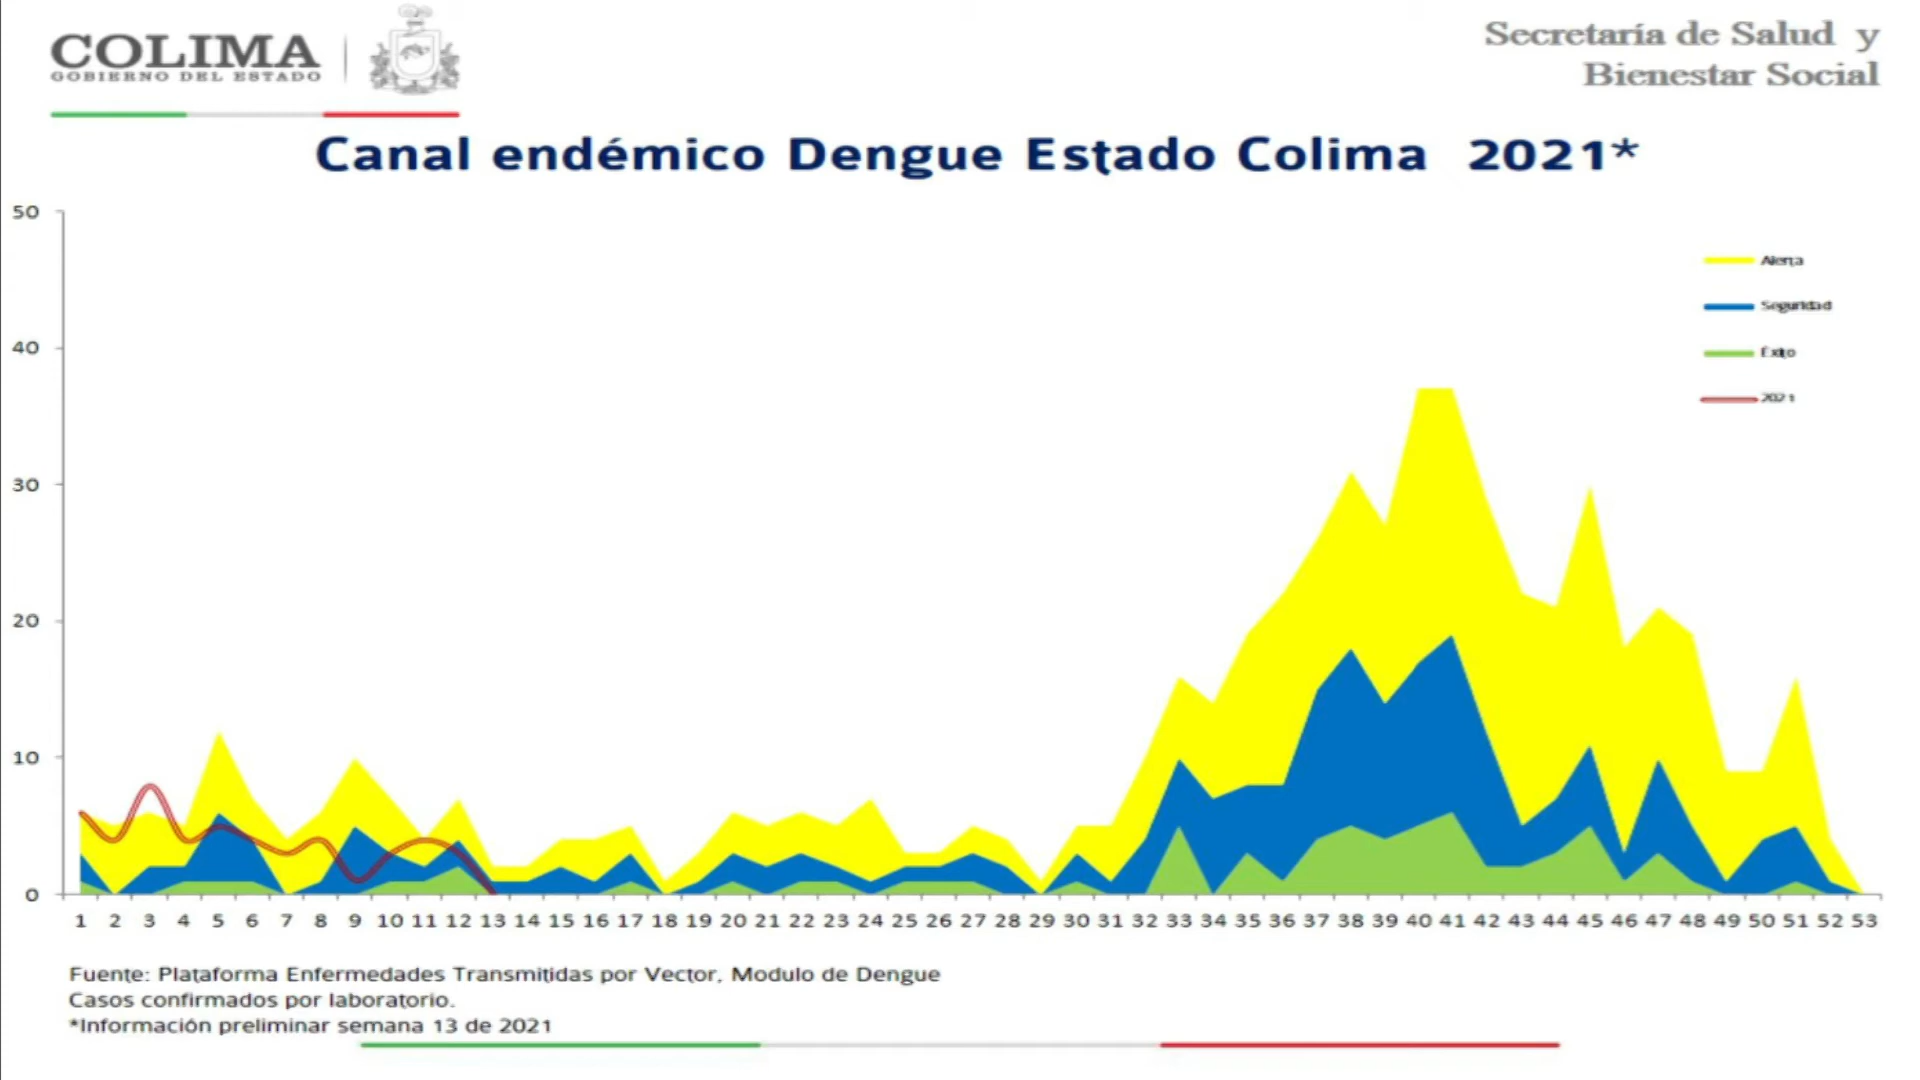 COLIMA
GOBIERNO DEL ESTADO
Secretaría de Salud y
Bienestar Social
Canal endémico Dengue Estado Colima 2021*
50
40
30
20
10
0
Alerta
Seguridad
Éxito
2021
1 2 3 4 5 6 7 8 9 10 11 12 13 14 15 16 17 18 19 20 21 22 23 24 25 26 27 28 29 30 31 32 33 34 35 36 37 38 39 40 41 42 43 44 45 46 47 48 49 50 51 52 53
Fuente: Plataforma Enfermedades Transmitidas por Vector, Modulo de Dengue
Casos confirmados por laboratorio.
*Información preliminar semana 13 de 2021